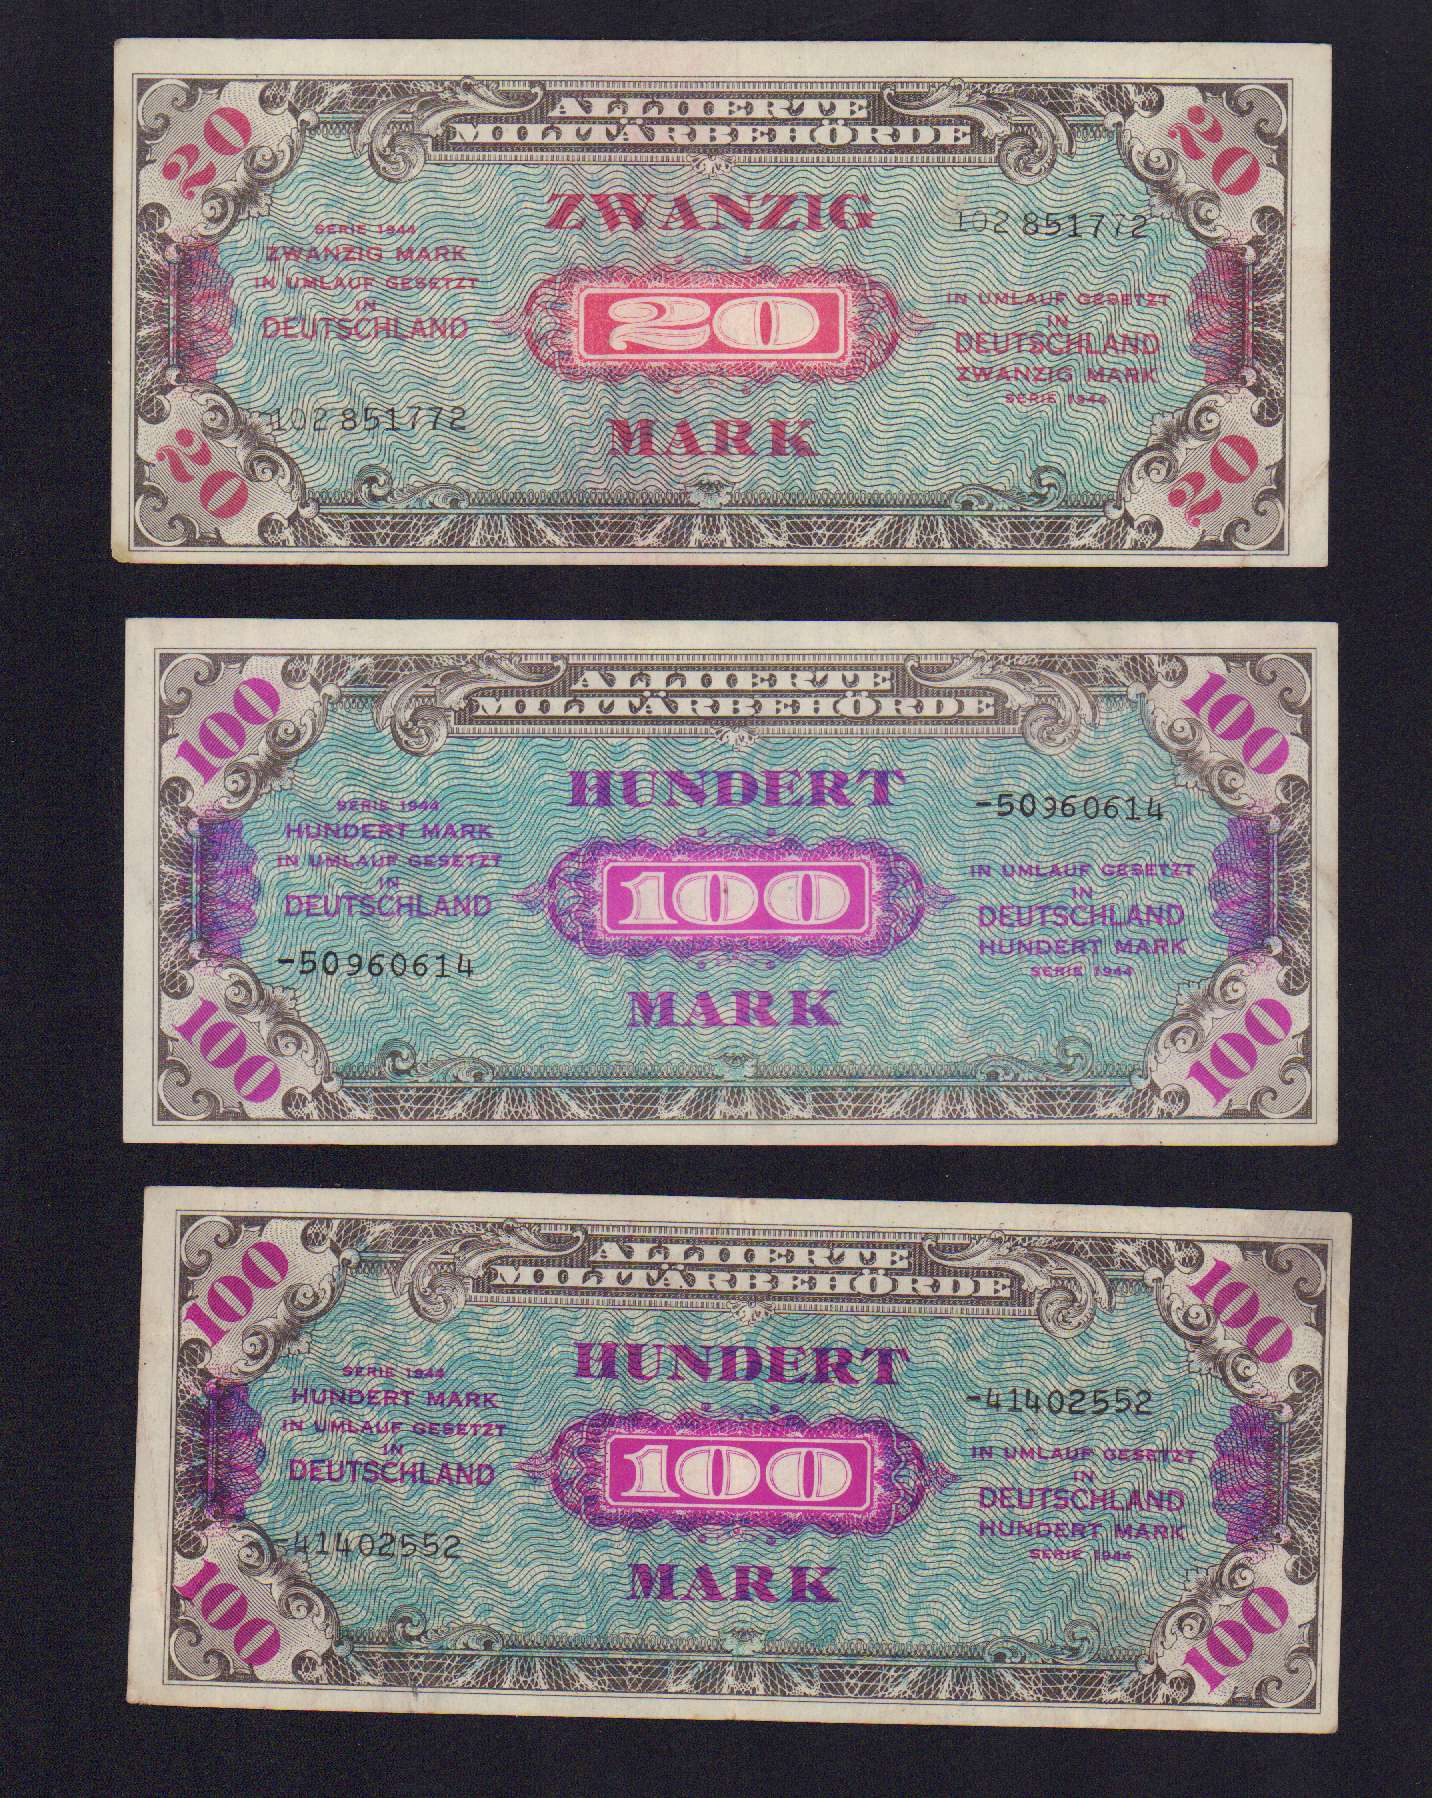 20
ALLIIERTE
MILITÄRBEHÖRDE
20
ZWANZIG
102851772
SERIE 1944
ZWANZIG MARK
IN UMLAUF GESETZT
IN
DEUTSCHLAND
20
IN UMLAUF GESETZT
IN
DEUTSCHLAND
ZWANZIG MARK
SERIE 1944
102851772
MARK
20
20
100
ALLIIERTE
MILITÄRBEHÖRDE
100
HUNDERT
-50960614
SERIE 1944
HUNDERT MARK
IN UMLAUF GESETZT
IN
DEUTSCHLAND
100
IN UMLAUF GESETZT
IN
DEUTSCHLAND
HUNDERT MARK
SERIE 1944
-50960614
MARK
100
100
100
ALLIIERTE
MILITÄRBEHÖRDE
100
HUNDERT
-41402552
SERIE 1944
HUNDERT MARK
IN UMLAUF GESETZT
IN
DEUTSCHLAND
100
IN UMLAUF GESETZT
IN
DEUTSCHLAND
HUNDERT MARK
SERIE 1944
-41402552
MARK
100
100